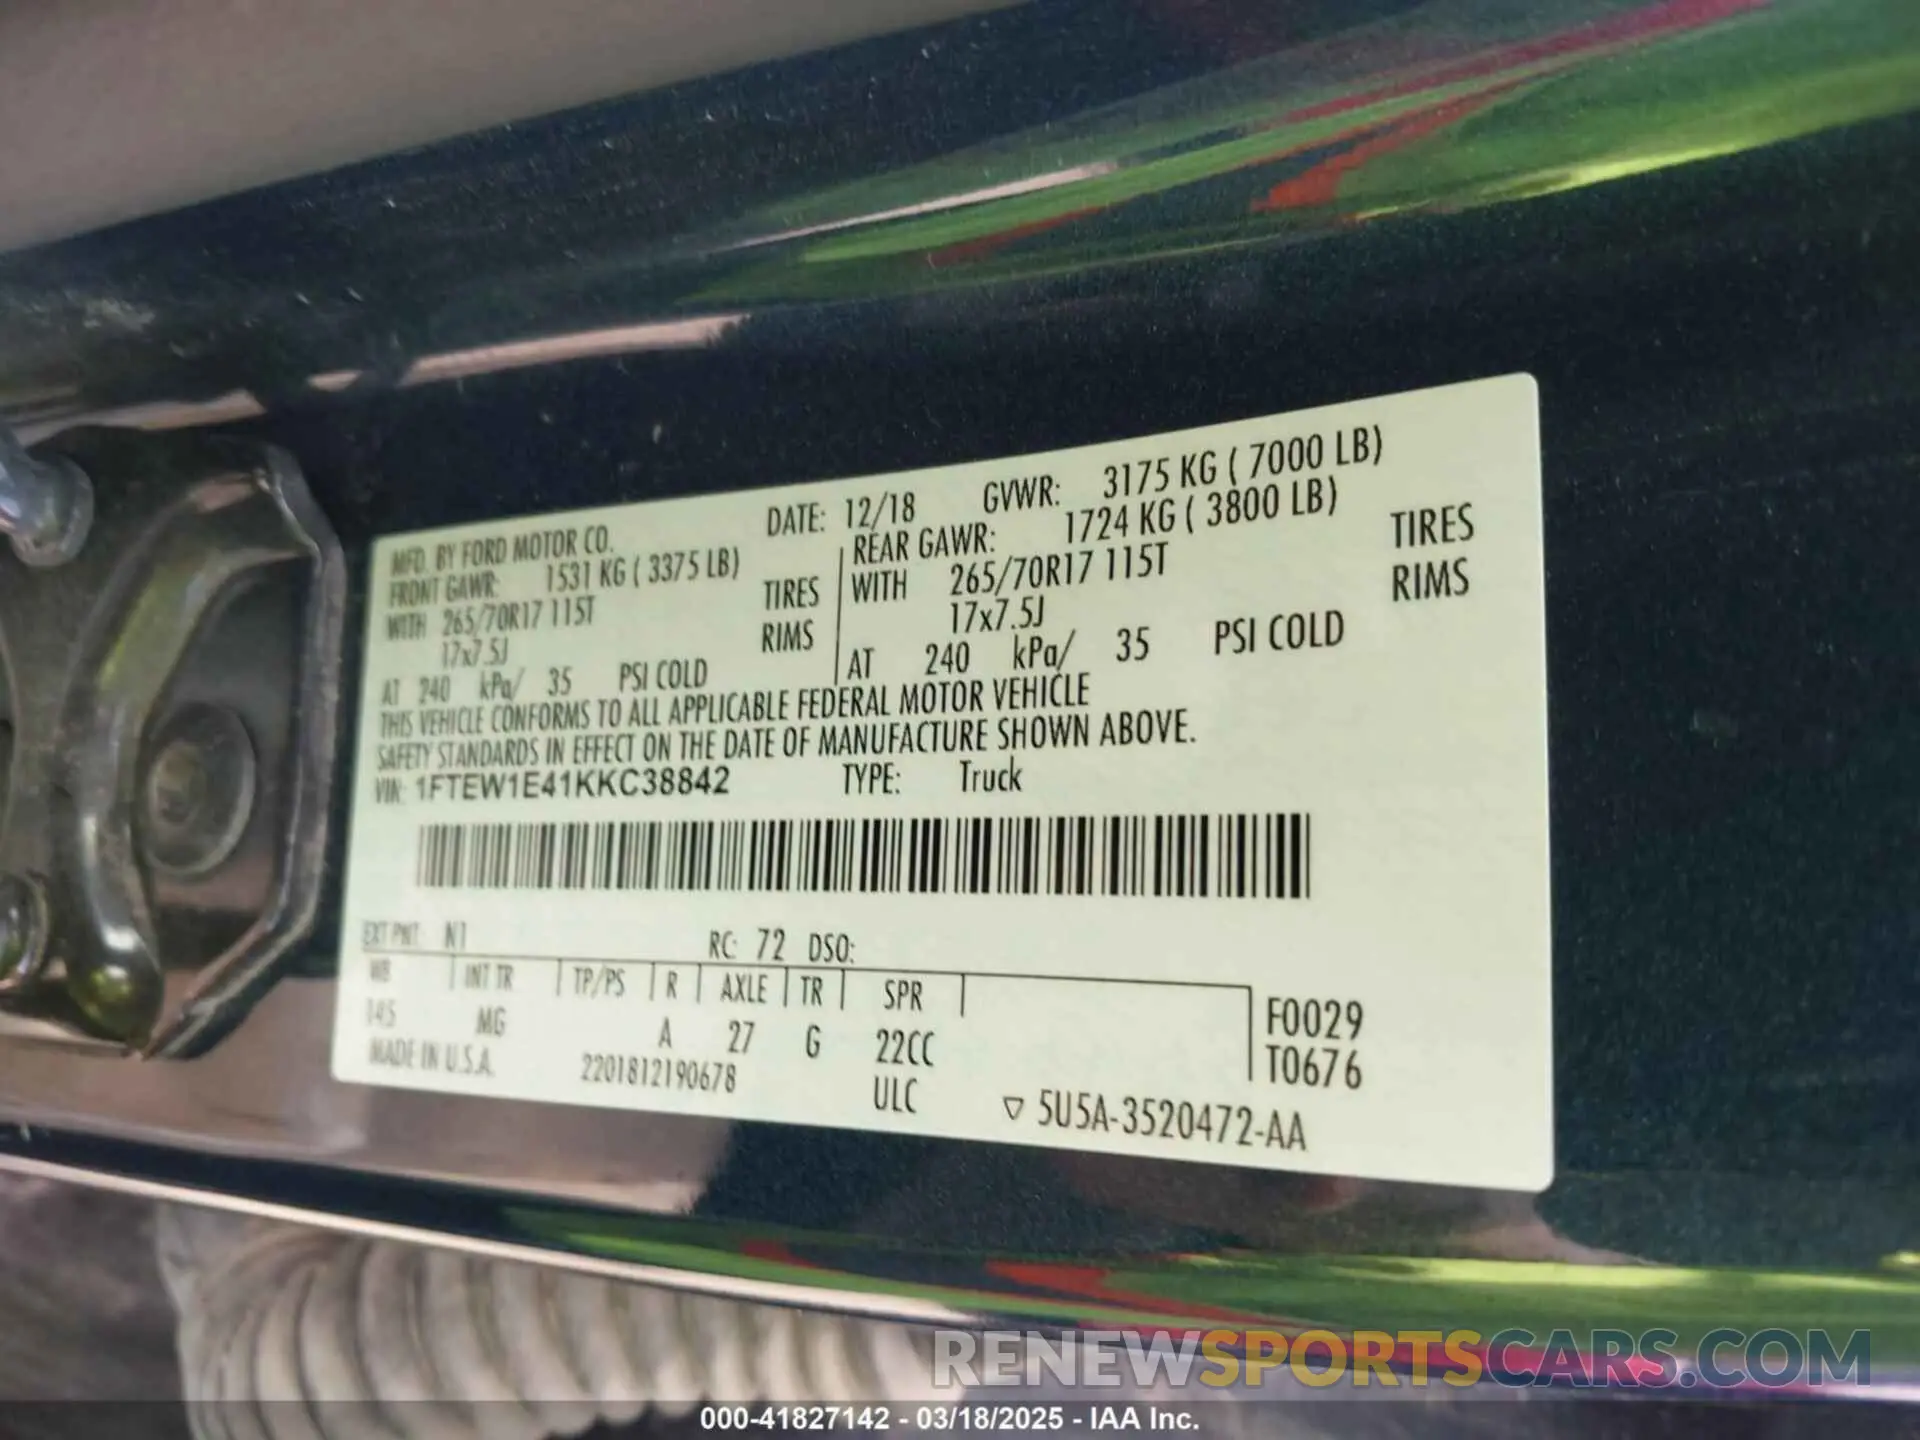 MFD. BY FORD MOTOR CO. DATE: 12/18 GVWR: 3175 KG ( 7000 LB)
FRONT GAWR: 1531 KG ( 3375 LB) REAR GAWR: 1724 KG ( 3800 LB)
WITH 265/70R17 115T TIRES WITH 265/70R17 115T TIRES
17x7.5J RIMS 17x7.5J RIMS
AT 240 kPa/ 35 PSI COLD AT 240 kPa/ 35 PSI COLD
THIS VEHICLE CONFORMS TO ALL APPLICABLE FEDERAL MOTOR VEHICLE
SAFETY STANDARDS IN EFFECT ON THE DATE OF MANUFACTURE SHOWN ABOVE.
VIN: 1FTEW1E41KKC38842 TYPE: Truck
EXT PNT: N1 RC: 72 DSO:
WB INT TR TP/PS R AXLE TR SPR F0029
145 MG A 27 G 22CC T0676
MADE IN U.S.A. 2201812190678 ULC ▽ 5U5A-3520472-AA
RENEWSPORTSCARS.COM
000-41827142 - 03/18/2025 - IAA Inc.